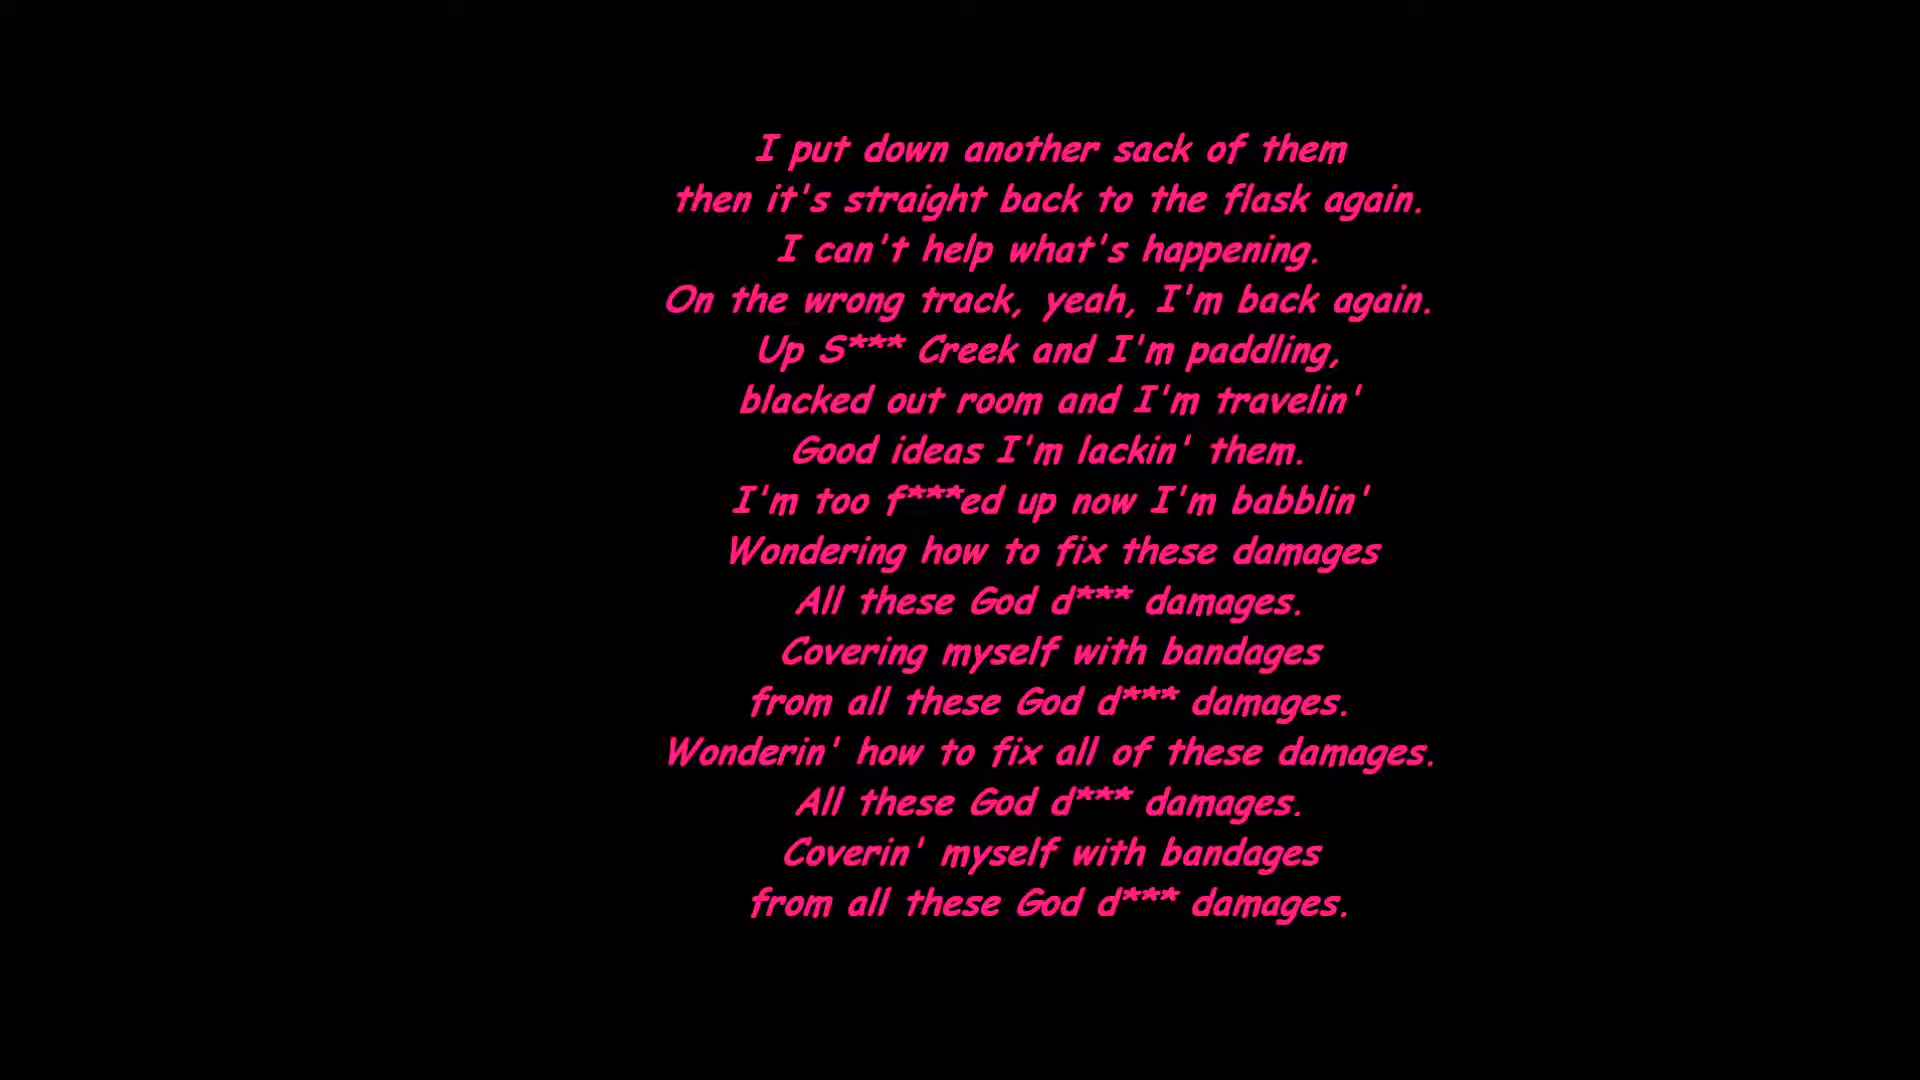 I put down another sack of them
then it's straight back to the flask again.
I can't help what's happening.
On the wrong track, yeah, I'm back again.
Up S*** Creek and I'm paddling,
blacked out room and I'm travelin'
Good ideas I'm lackin' them.
I'm too f***ed up now I'm babblin'
Wondering how to fix these damages
All these God d*** damages.
Covering myself with bandages
from all these God d*** damages.
Wonderin' how to fix all of these damages.
All these God d*** damages.
Coverin' myself with bandages
from all these God d*** damages.